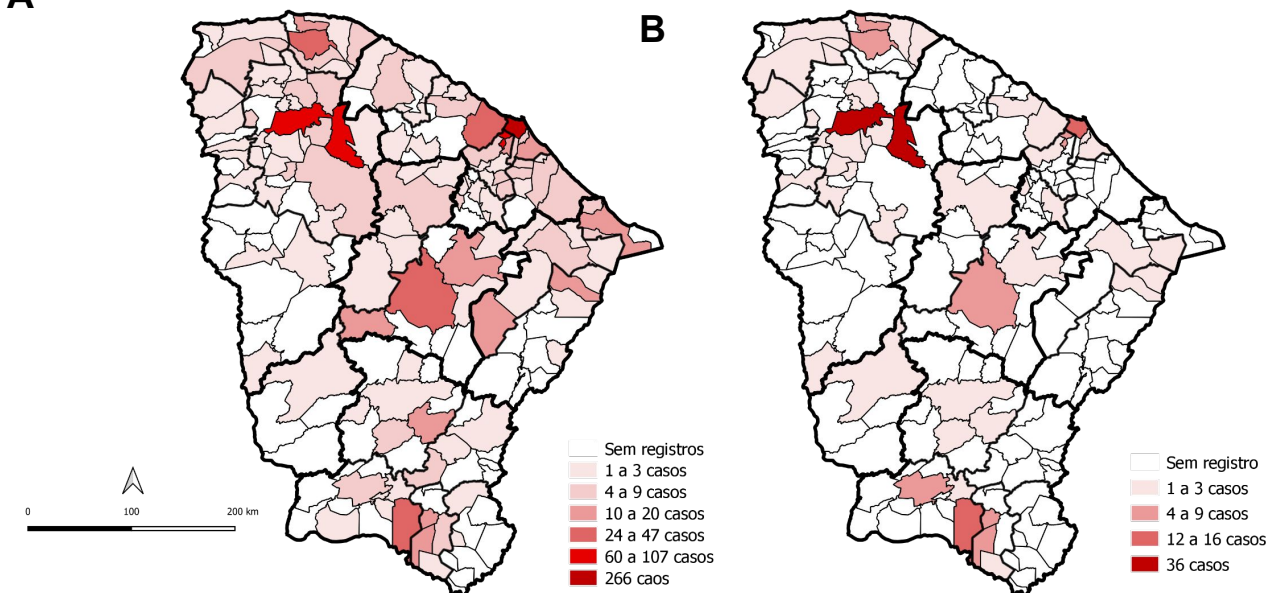 A
B
Sem registros
1 a 3 casos
4 a 9 casos
10 a 20 casos
24 a 47 casos
60 a 107 casos
266 caos
0 100 200 km
Sem registro
1 a 3 casos
4 a 9 casos
12 a 16 casos
36 casos